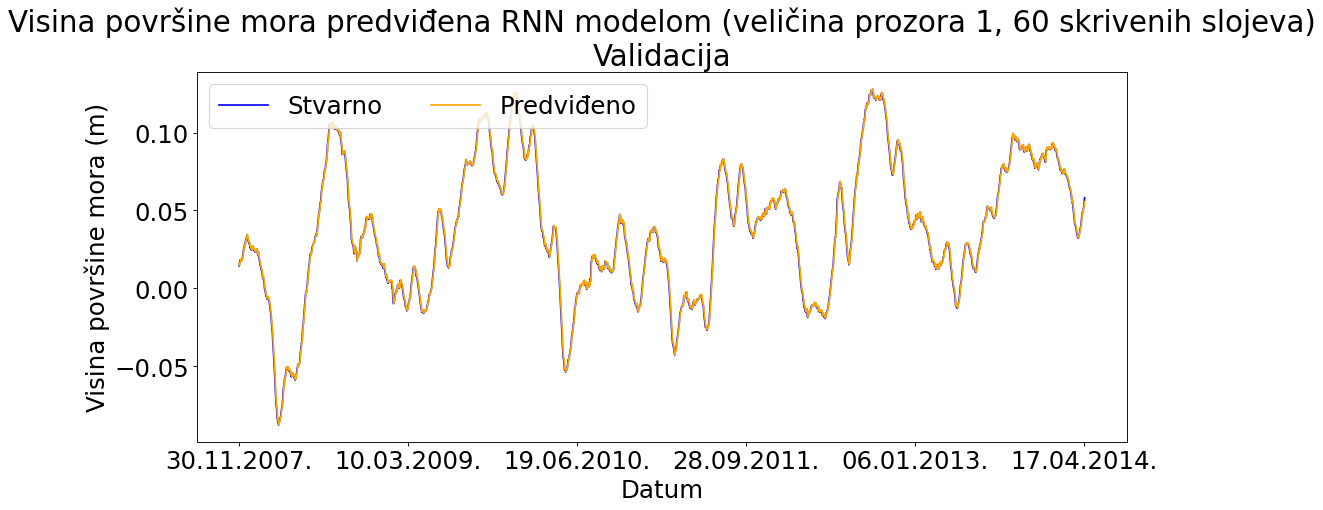 Visina površine mora predviđena RNN modelom (veličina prozora 1, 60 skrivenih slojeva)
Validacija
Stvarno Predviđeno
Visina površine mora (m)
0.10
0.05
0.00
−0.05
30.11.2007. 10.03.2009. 19.06.2010. 28.09.2011. 06.01.2013. 17.04.2014.
Datum